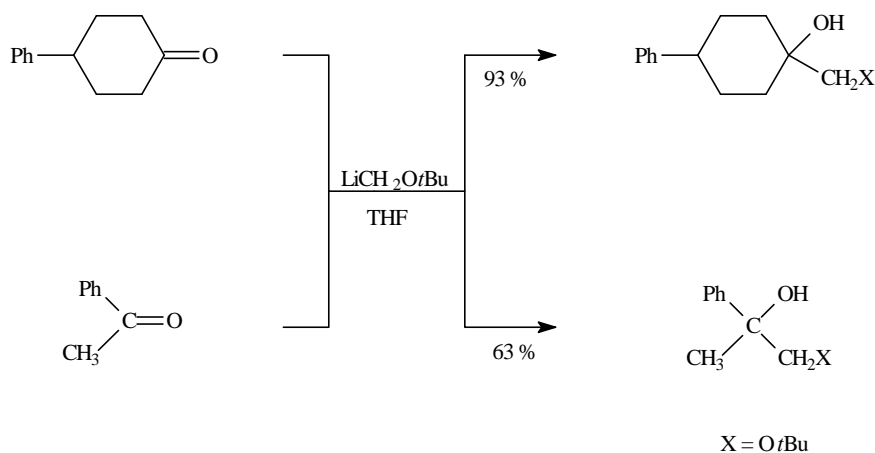 Ph
O
OH
Ph
CH2X
93 %
LiCH2OtBu
THF
Ph
C
O
CH3
Ph
OH
C
CH3
CH2X
63 %
X = OtBu